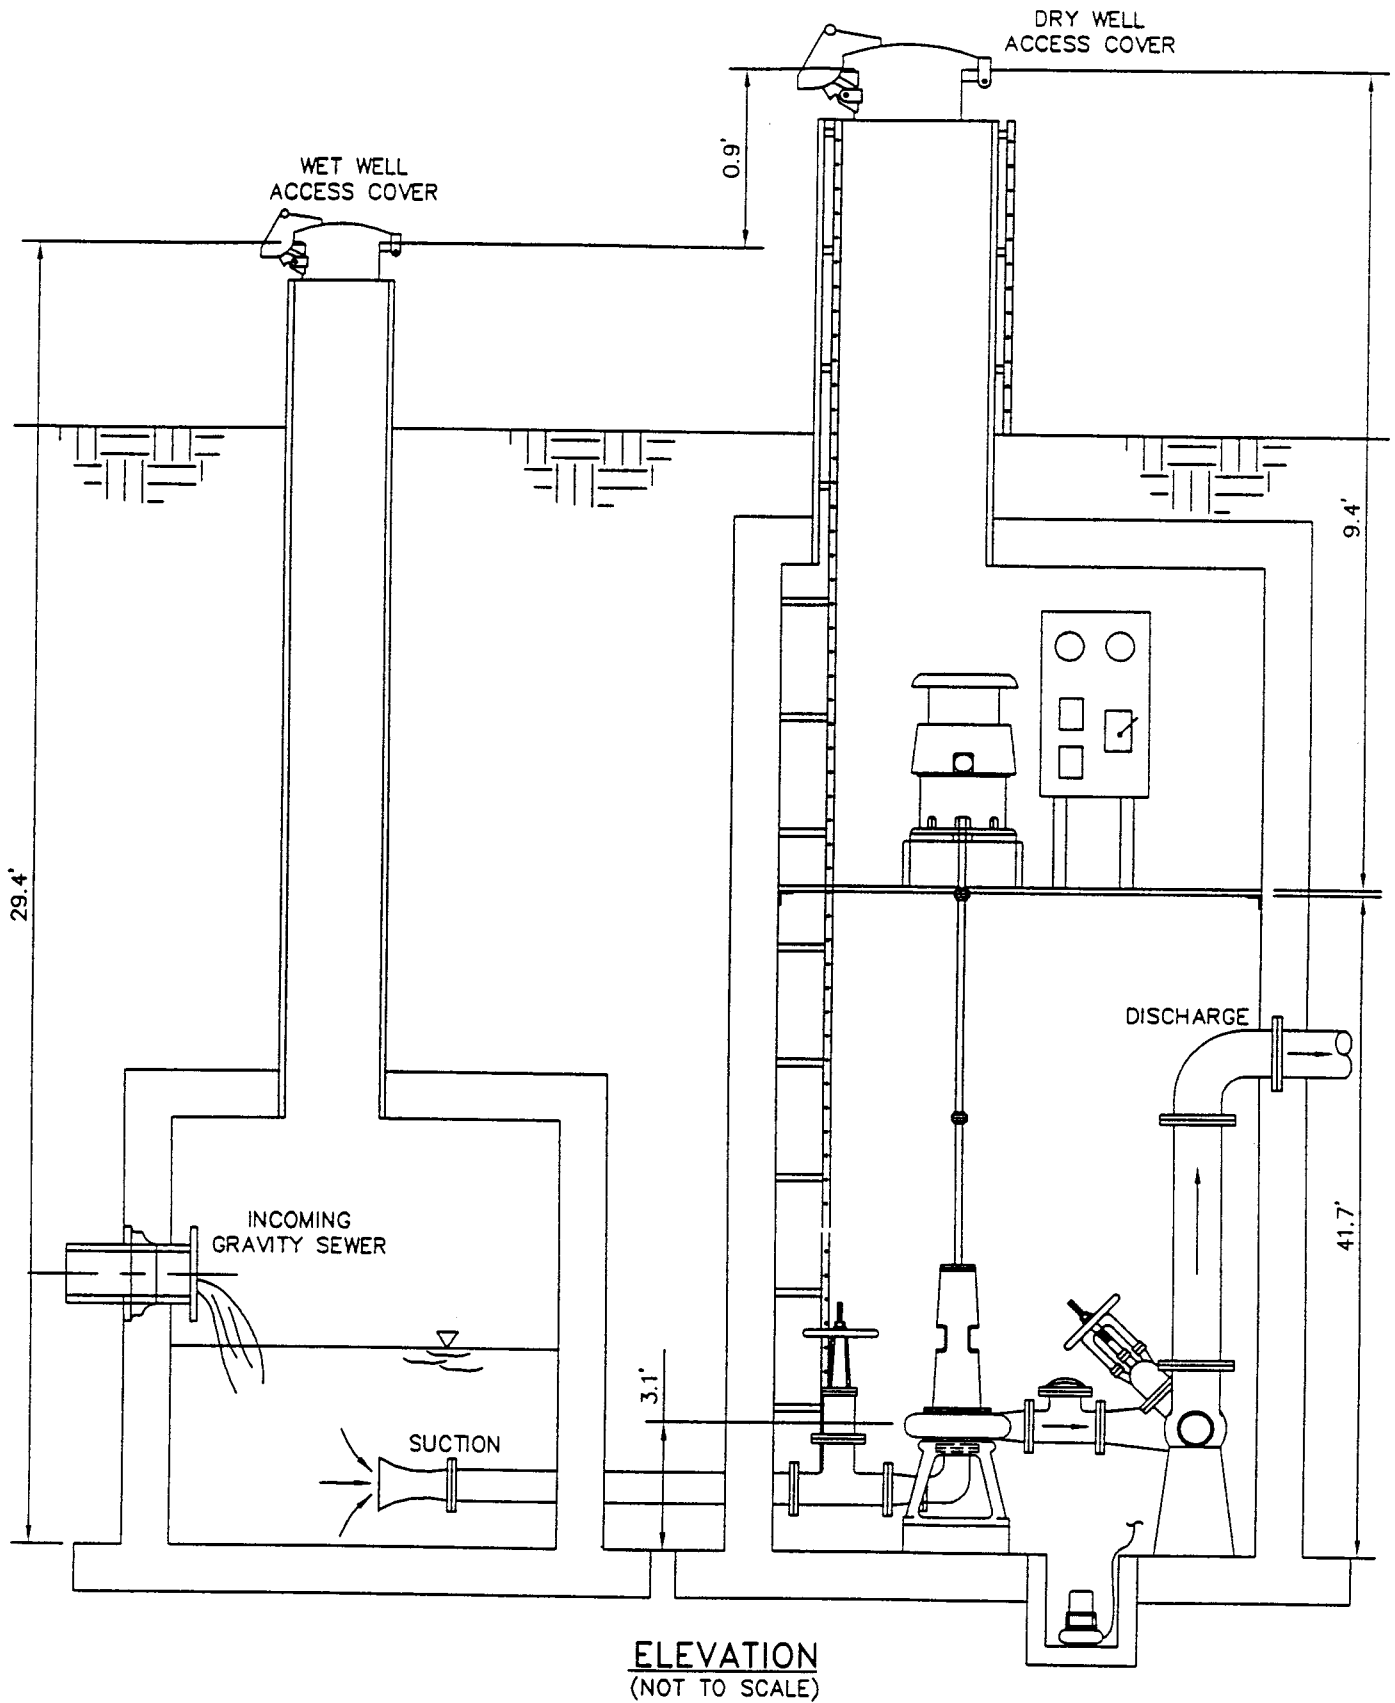 DRY WELL
ACCESS COVER
0.9'
WET WELL
ACCESS COVER
9.4'
29.4'
DISCHARGE
INCOMING
GRAVITY SEWER
41.7'
3.1'
SUCTION
ELEVATION
(NOT TO SCALE)